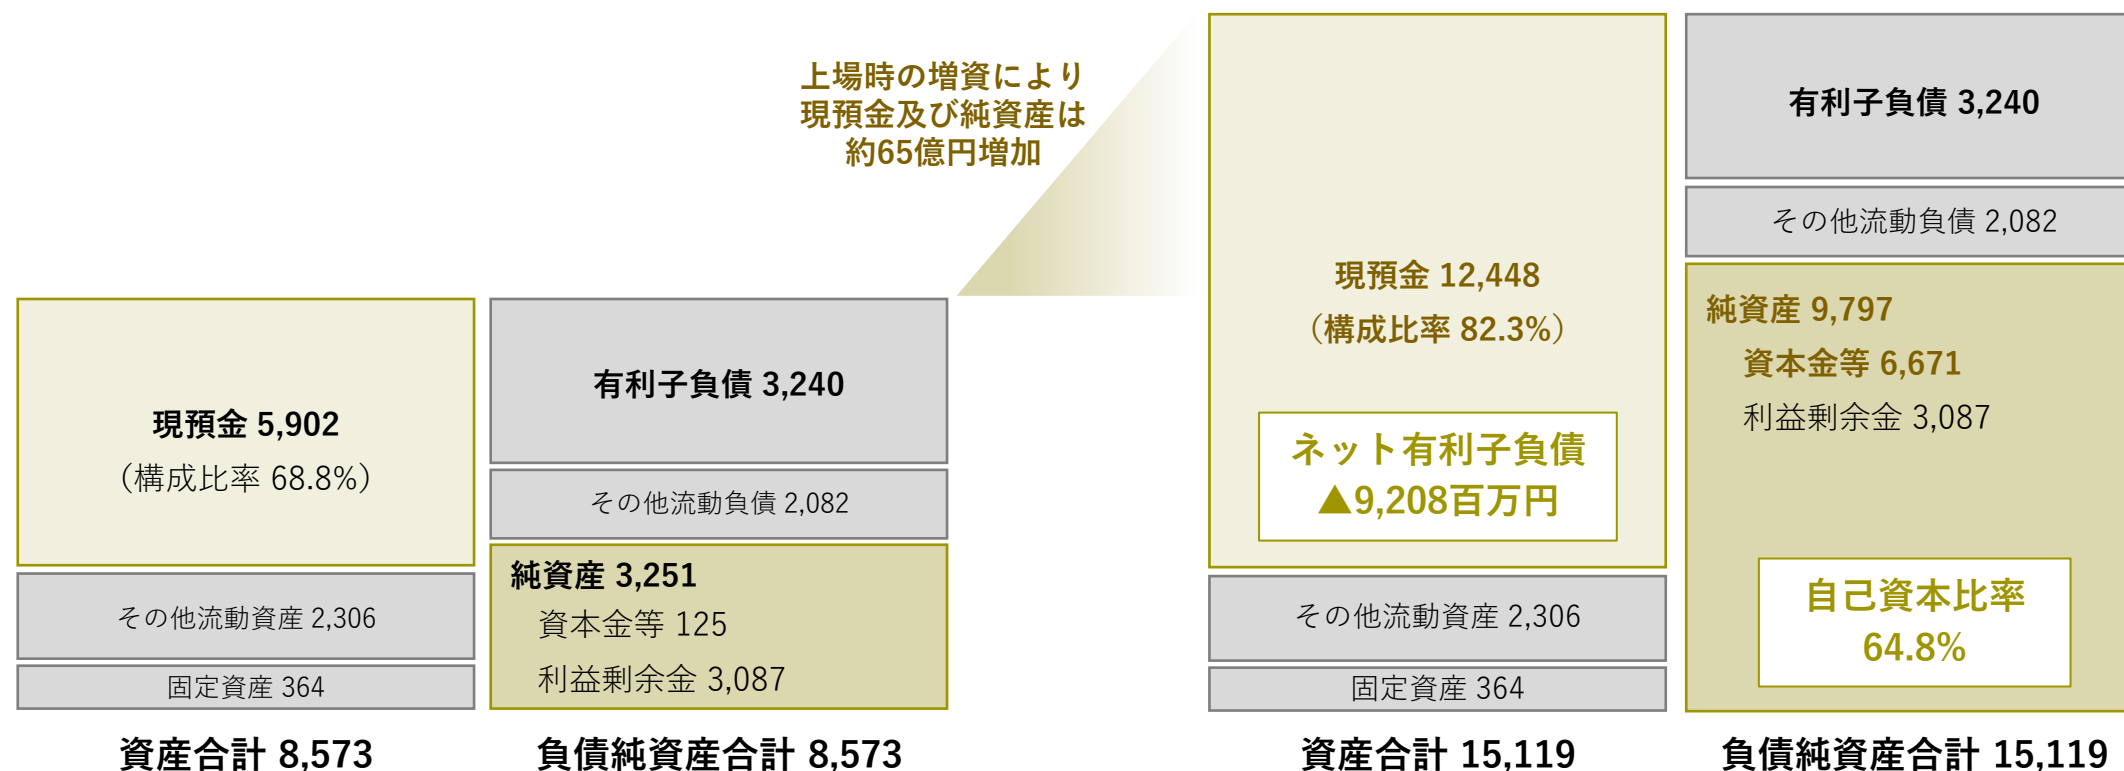 上場時の増資により
現預金及び純資産は
約65億円増加
現預金 5,902
（構成比率 68.8%）
その他流動資産 2,306
固定資産 364
資産合計 8,573
有利子負債 3,240
その他流動負債 2,082
純資産 3,251
資本金等 125
利益剰余金 3,087
負債純資産合計 8,573
現預金 12,448
（構成比率 82.3%）
ネット有利子負債
▲9,208百万円
その他流動資産 2,306
固定資産 364
資産合計 15,119
有利子負債 3,240
その他流動負債 2,082
純資産 9,797
資本金等 6,671
利益剰余金 3,087
自己資本比率
64.8%
負債純資産合計 15,119